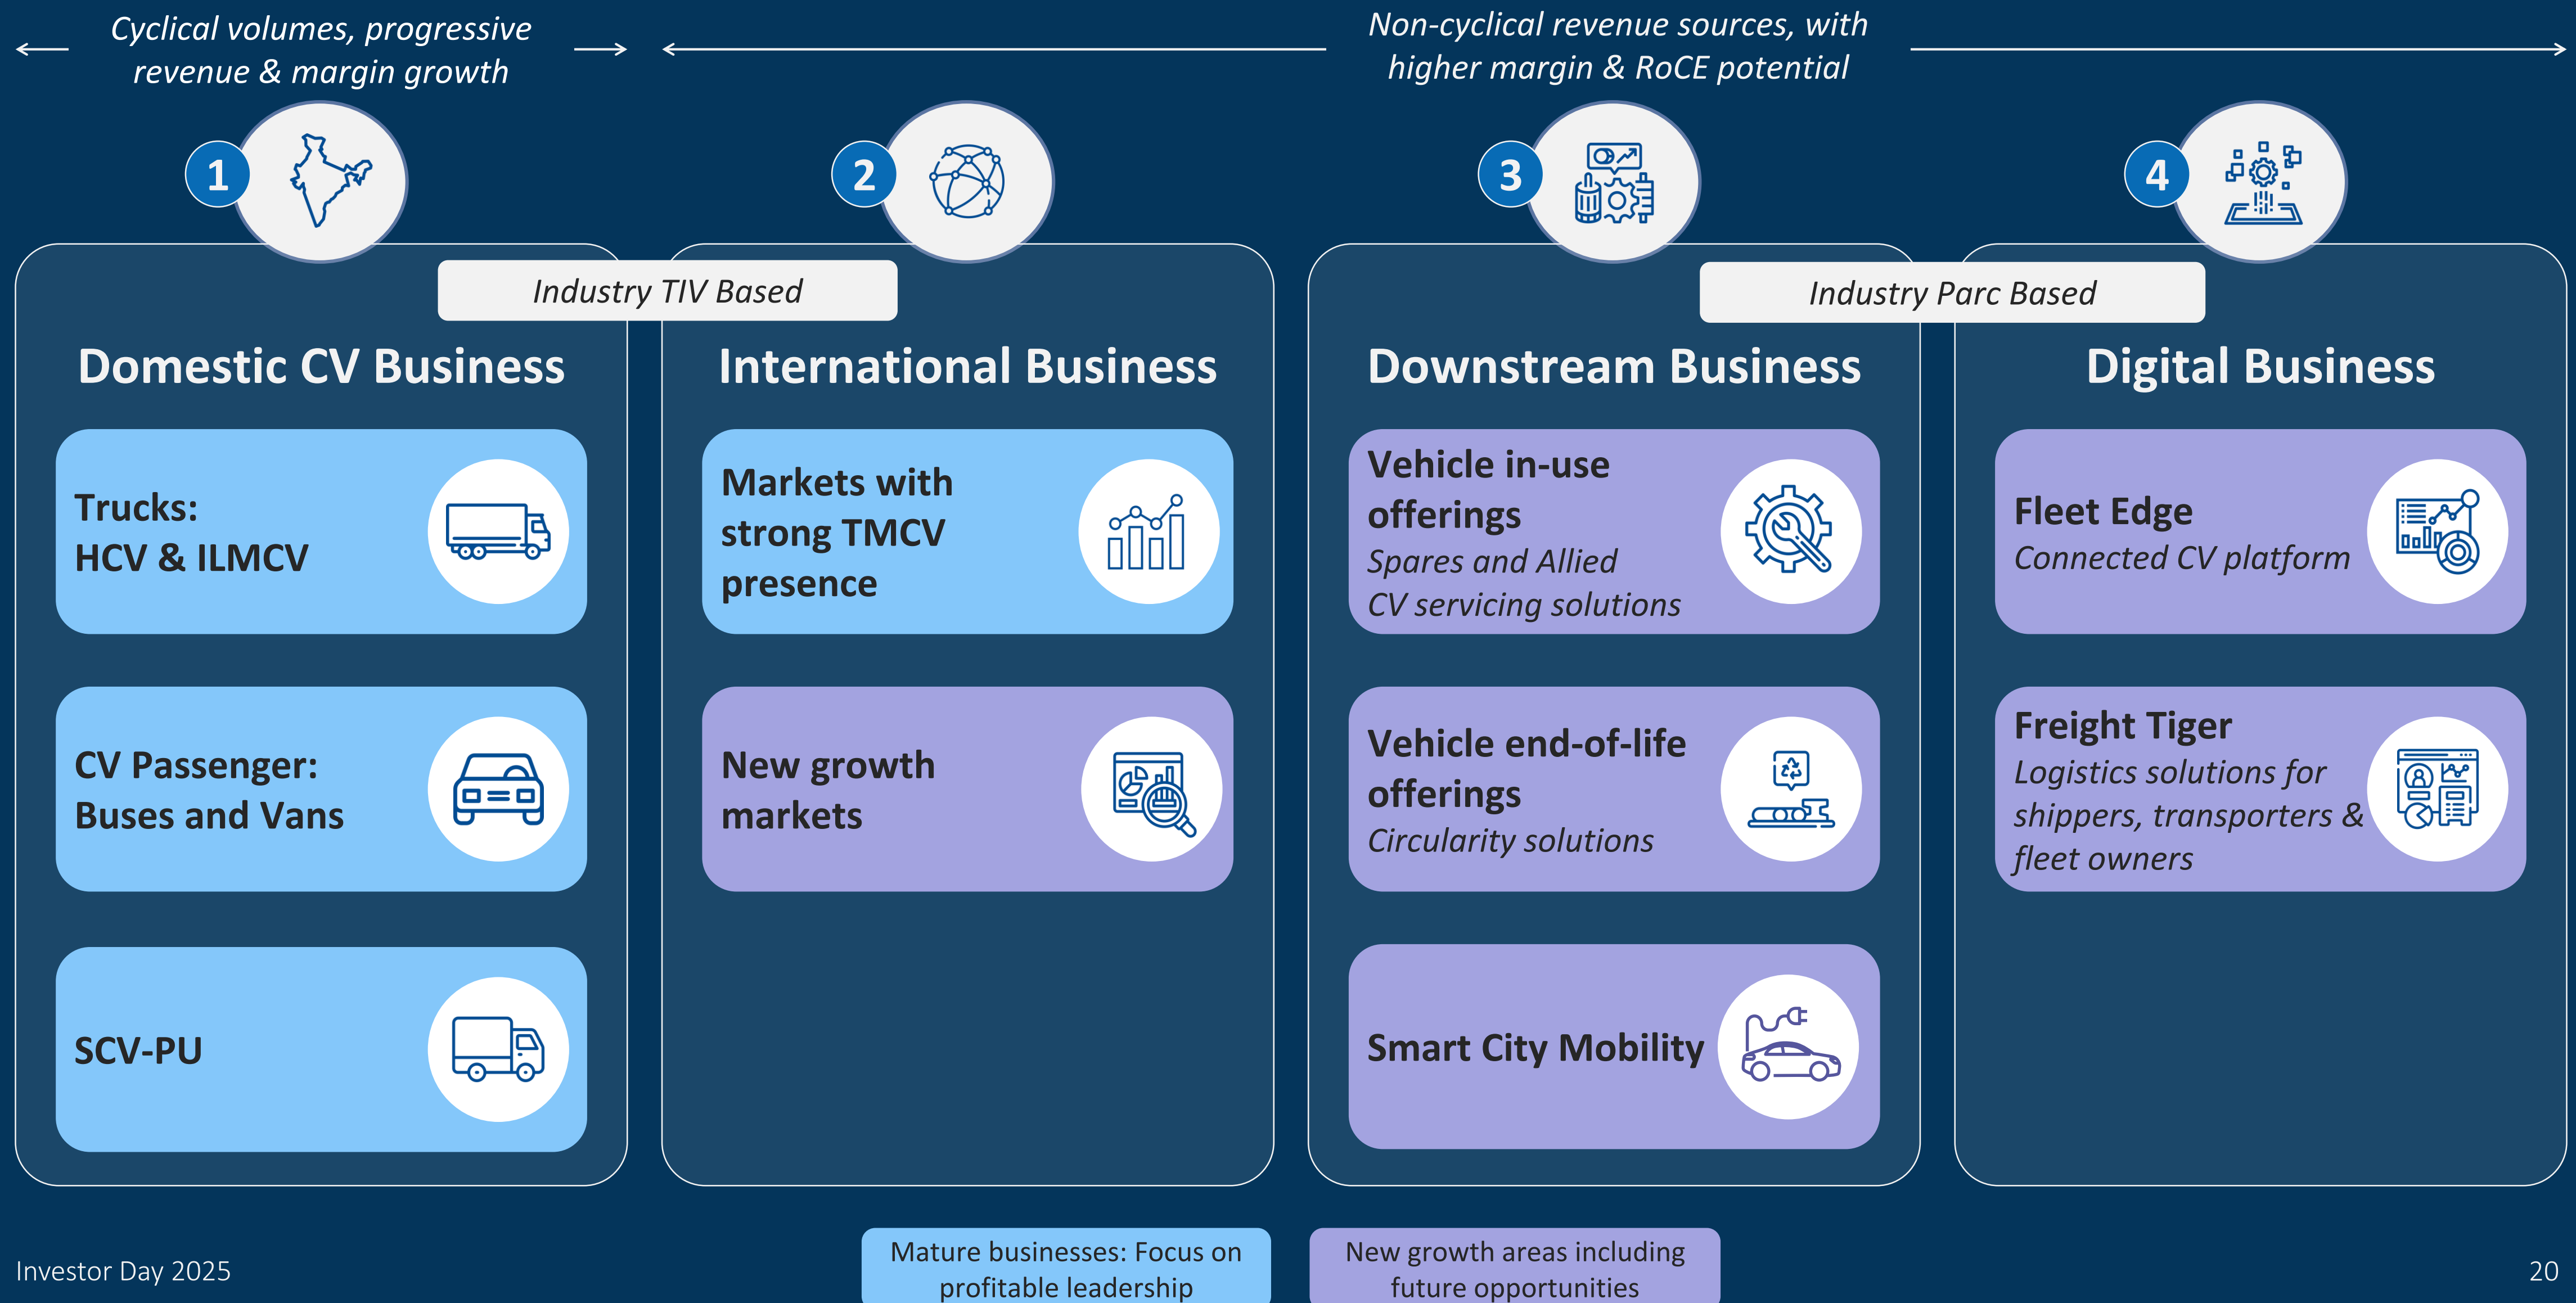 Cyclical volumes, progressive
revenue & margin growth
Non-cyclical revenue sources, with
higher margin & RoCE potential
1
2
3
4
Industry TIV Based
Industry Parc Based
Domestic CV Business
Trucks:
HCV & ILMCV
CV Passenger:
Buses and Vans
SCV-PU
International Business
Markets with
strong TMCV
presence
New growth
markets
Downstream Business
Vehicle in-use
offerings
Spares and Allied
CV servicing solutions
Vehicle end-of-life
offerings
Circularity solutions
Smart City Mobility
Digital Business
Fleet Edge
Connected CV platform
Freight Tiger
Logistics solutions for
shippers, transporters &
fleet owners
Mature businesses: Focus on
profitable leadership
New growth areas including
future opportunities
Investor Day 2025
20